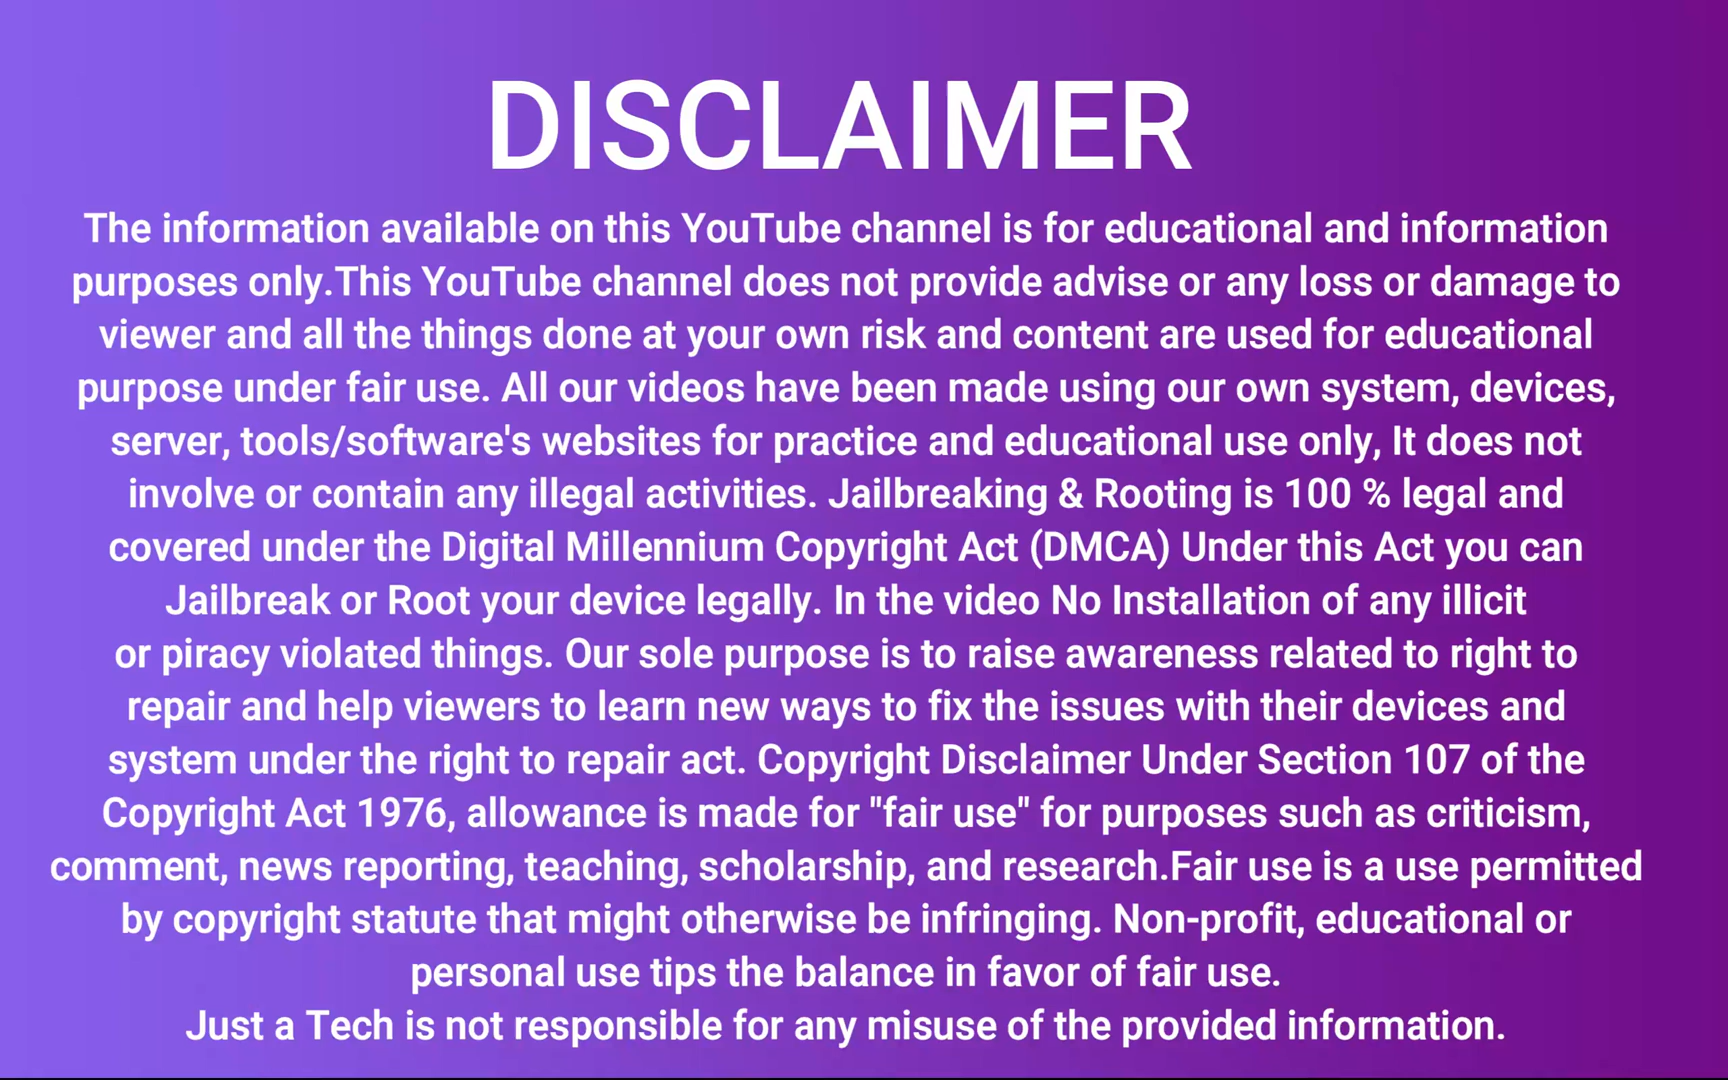 DISCLAIMER
The information available on this YouTube channel is for educational and information
purposes only.This YouTube channel does not provide advise or any loss or damage to
viewer and all the things done at your own risk and content are used for educational
purpose under fair use. All our videos have been made using our own system, devices,
server, tools/software's websites for practice and educational use only, It does not
involve or contain any illegal activities. Jailbreaking & Rooting is 100 % legal and
covered under the Digital Millennium Copyright Act (DMCA) Under this Act you can
Jailbreak or Root your device legally. In the video No Installation of any illicit
or piracy violated things. Our sole purpose is to raise awareness related to right to
repair and help viewers to learn new ways to fix the issues with their devices and
system under the right to repair act. Copyright Disclaimer Under Section 107 of the
Copyright Act 1976, allowance is made for "fair use" for purposes such as criticism,
comment, news reporting, teaching, scholarship, and research.Fair use is a use permitted
by copyright statute that might otherwise be infringing. Non-profit, educational or
personal use tips the balance in favor of fair use.
Just a Tech is not responsible for any misuse of the provided information.